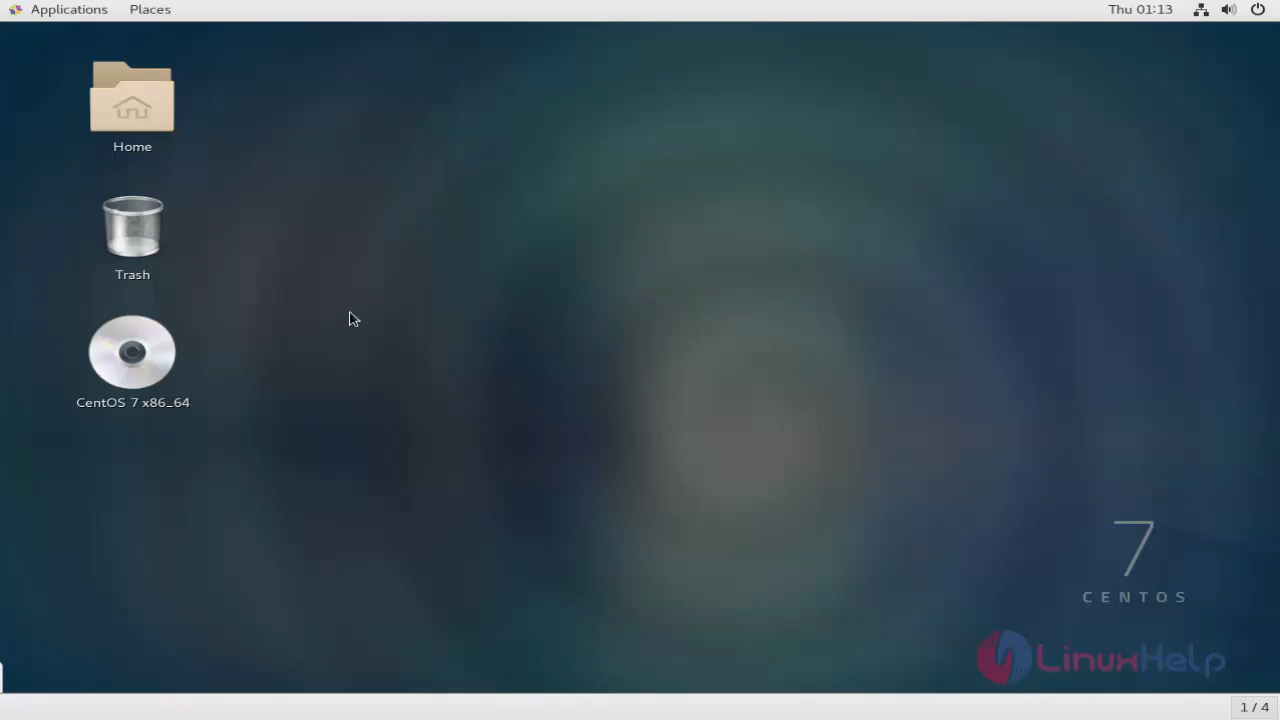 Applications Places Thu 01:13
Home
Trash
CentOS 7 x86_64
7
CENTOS
LinuxHelp
1 / 4